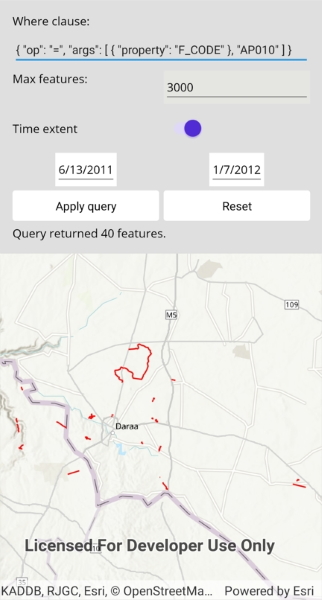 Where clause:
{ "op": "=", "args": [ { "property": "F_CODE" }, "AP010" ] }
Max features:
3000
Time extent
6/13/2011
1/7/2012
Apply query
Reset
Query returned 40 features.
109
M5
Daraa
Licensed For Developer Use Only
KADDB, RJGC, Esri, © OpenStreetMa...
Powered by Esri